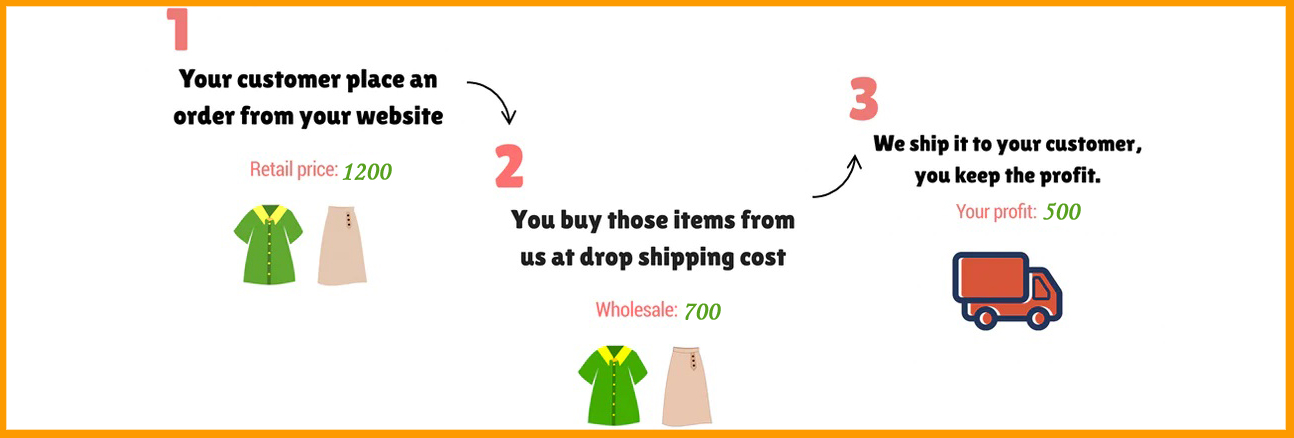 1
Your customer place an
order from your website
Retail price: 1200
2
You buy those items from
us at drop shipping cost
Wholesale: 700
3
We ship it to your customer,
you keep the profit.
Your profit: 500